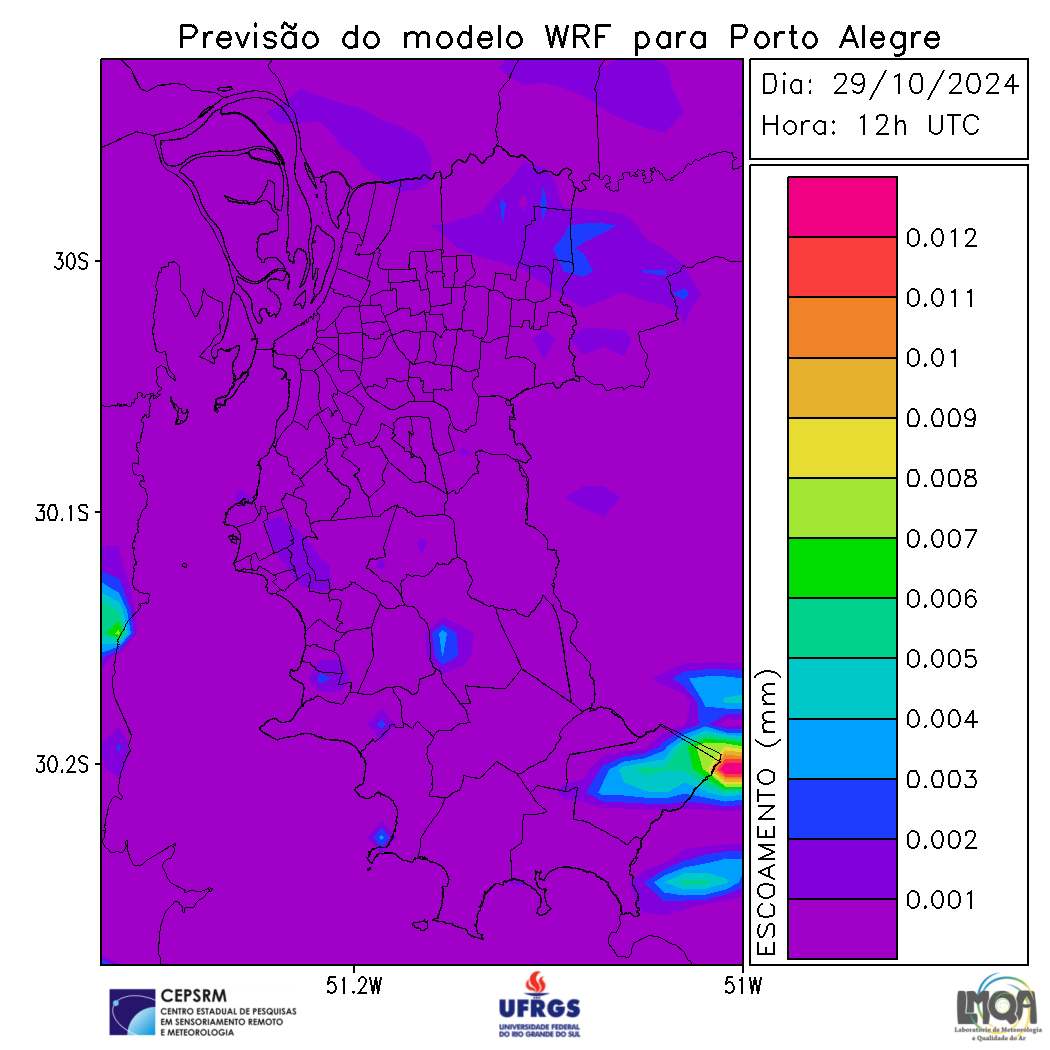 Previsão do modelo WRF para Porto Alegre
Dia: 29/10/2024
Hora: 12h UTC
0.012
0.011
0.01
0.009
0.008
0.007
0.006
0.005
0.004
0.003
0.002
0.001
ESCOAMENTO (mm)
30S
30.1S
30.2S
51.2W
51W
CEPSRM
CENTRO ESTADUAL DE PESQUISAS
EM SENSORIAMENTO REMOTO
E METEOROLOGIA
UFRGS
UNIVERSIDADE FEDERAL
DO RIO GRANDE DO SUL
LMQA
Laboratório de Meteorologia
e Qualidade do Ar